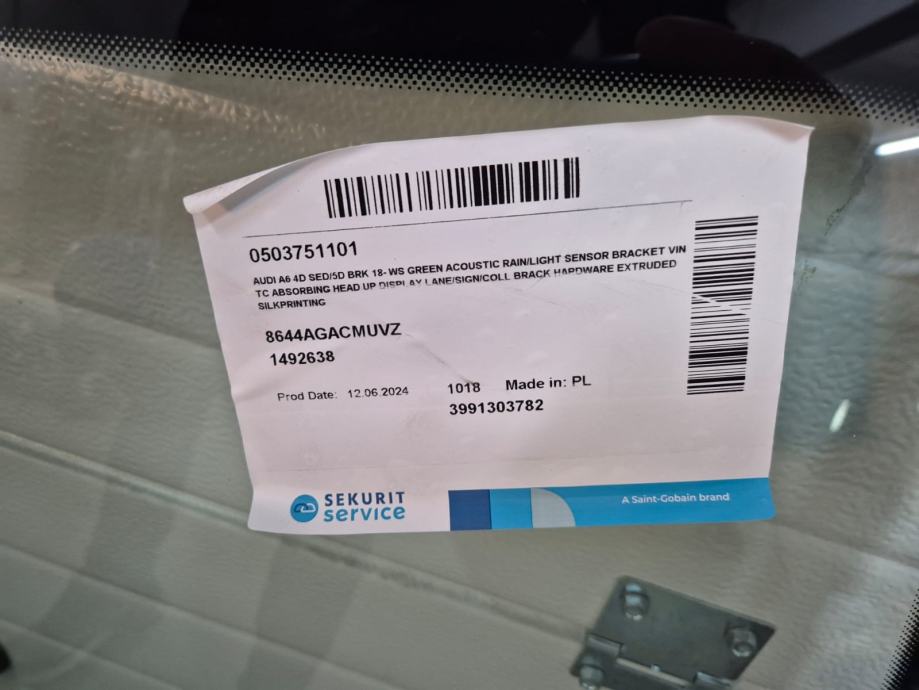 0503751101
AUDI A6 4D SED/5D BRK 18- WS GREEN ACOUSTIC RAIN/LIGHT SENSOR BRACKET VIN
TC ABSORBING HEAD UP DISPLAY LANE/SIGN/COLL BRACK HARDWARE EXTRUDED
SILKPRINTING
8644AGACMUVZ
1492638
Prod Date: 12.06.2024 1018 Made in: PL
3991303782
SEKURIT
service
A Saint-Gobain brand